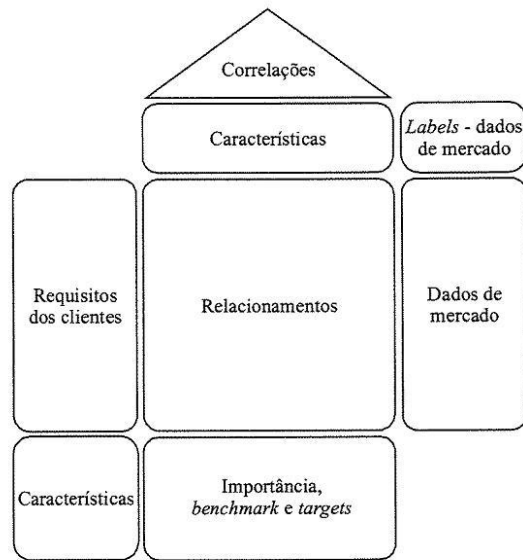 Correlações
Características
Labels - dados
de mercado
Requisitos
dos clientes
Relacionamentos
Dados de
mercado
Características
Importância,
benchmark e targets